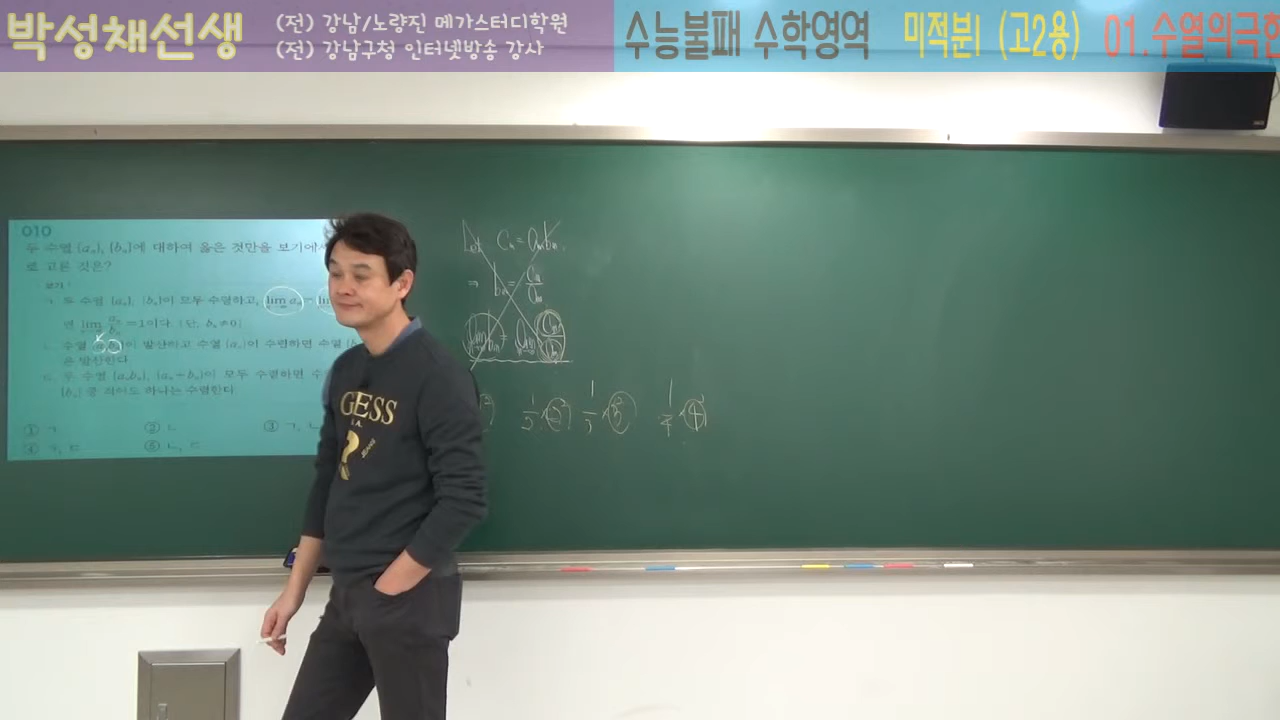 박성채선생
(전) 강남/노량진 메가스터디학원
(전) 강남구청 인터넷방송 강사
수능불패 수학영역
미적분I (고2용)
01.수열의극한
010
두 수열 {aₙ}, {bₙ}에 대하여 옳은 것만을 보기에서
로 고른 것은?
보기
ㄱ. 두 수열 {aₙ}, {bₙ}이 모두 수렴하고, lim aₙ = lim
면 lim aₙ/bₙ = 1이다. (단, bₙ≠0)
이 발산하고 수열 {aₙ}이 수렴하면 수열
은 발산한다.
ㄷ. 두 수열 {aₙbₙ}, {aₙ+bₙ}이 모두 수렴하면
{bₙ} 중 적어도 하나는 수렴한다.
① ㄱ ② ㄴ ③ ㄱ, ㄴ
④ ㄱ, ㄷ ⑤ ㄴ, ㄷ
Cₙ = aₙbₙ
⇒ bₙ = Cₙ/aₙ
GUESS
U.S.A.
?
JEANS